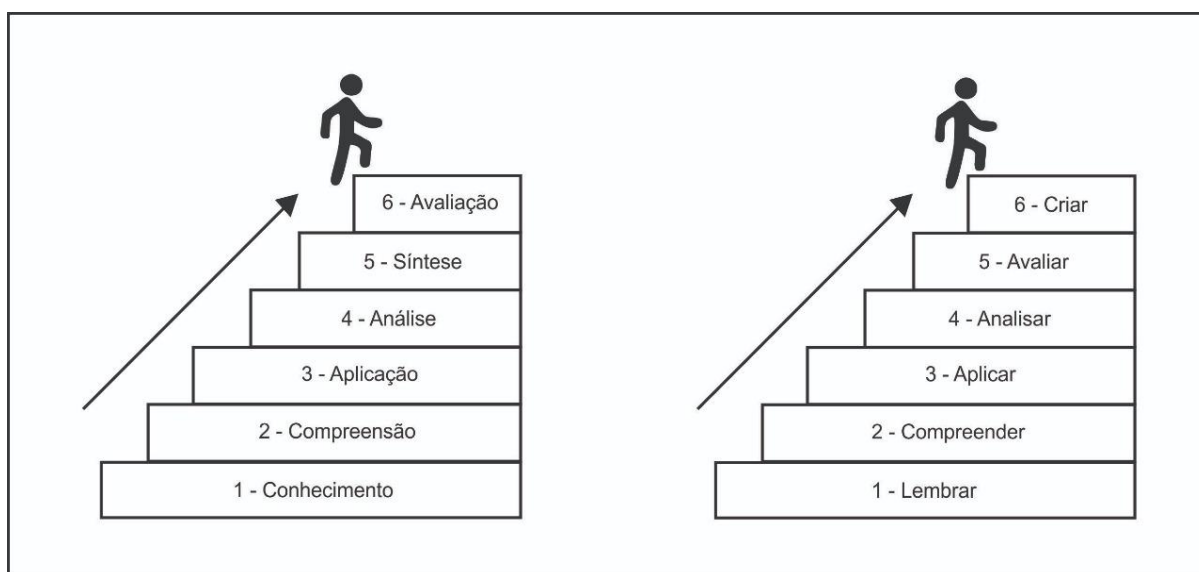 6 - Avaliação
5 - Síntese
4 - Análise
3 - Aplicação
2 - Compreensão
1 - Conhecimento
6 - Criar
5 - Avaliar
4 - Analisar
3 - Aplicar
2 - Compreender
1 - Lembrar